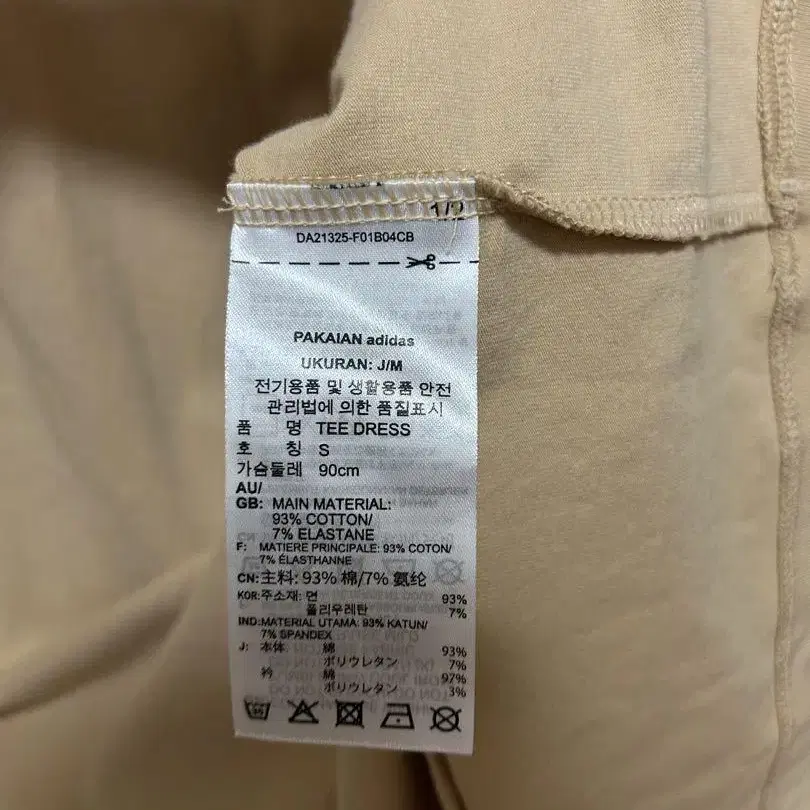 1/2
DA21325-F01B04CB
PAKAIAN adidas
UKURAN: J/M
전기용품 및 생활용품 안전
관리법에 의한 품질표시
품 명 TEE DRESS
호 칭 S
가슴둘레 90cm
AU/
GB: MAIN MATERIAL:
93% COTTON/
7% ELASTANE
F: MATIERE PRINCIPALE: 93% COTON/
7% ÉLASTHANNE
CN:主料: 93% 棉/7% 氨纶
KOR:주소재: 면 93%
폴리우레탄 7%
IND:MATERIAL UTAMA: 93% KATUN/
7% SPANDEX
J: 本体 綿 93%
ポリウレタン 7%
衿 綿 97%
ポリウレタン 3%